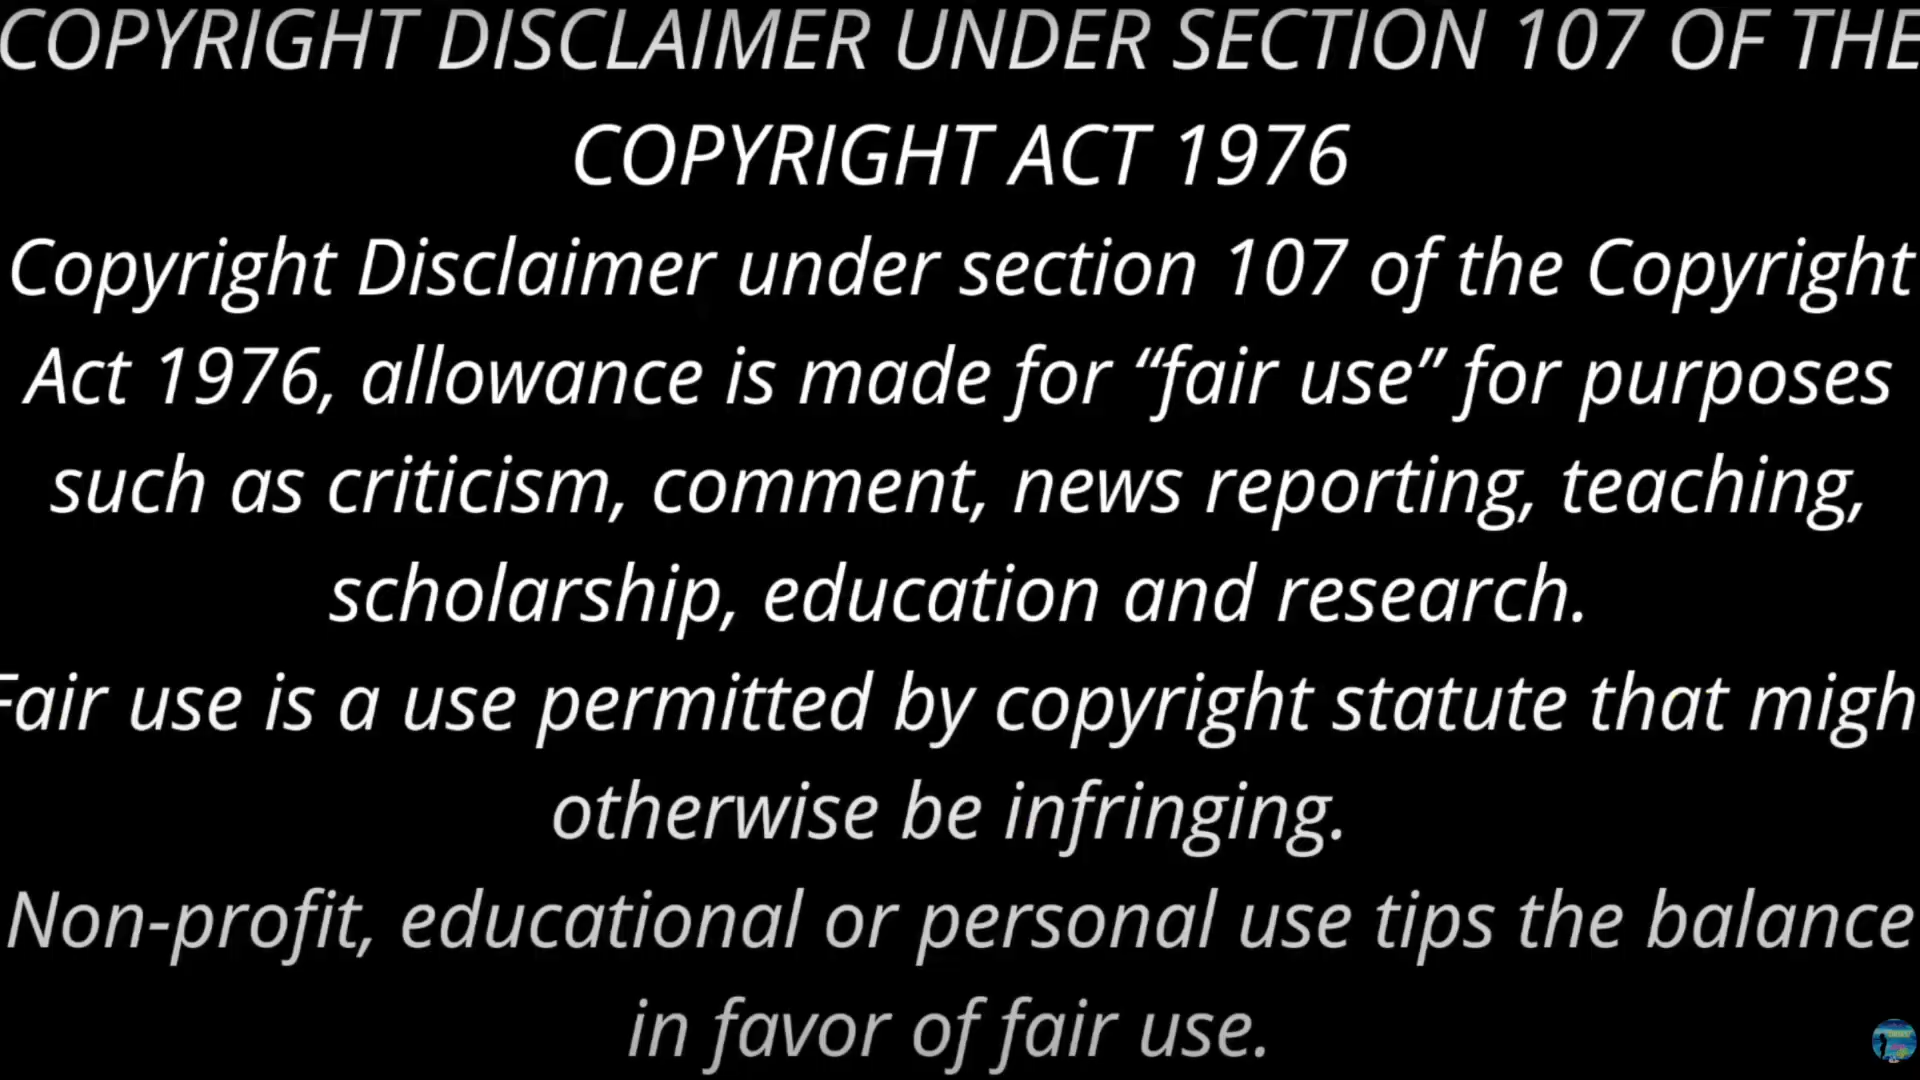 COPYRIGHT DISCLAIMER UNDER SECTION 107 OF THE
COPYRIGHT ACT 1976
Copyright Disclaimer under section 107 of the Copyright
Act 1976, allowance is made for “fair use” for purposes
such as criticism, comment, news reporting, teaching,
scholarship, education and research.
Fair use is a use permitted by copyright statute that migh
otherwise be infringing.
Non-profit, educational or personal use tips the balance
in favor of fair use.